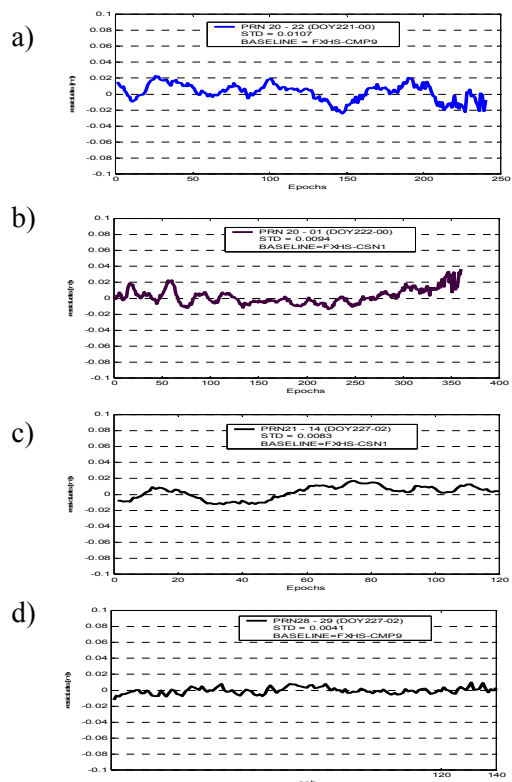 a)
0.1
0.08
0.06
0.04
0.02
0
-0.02
-0.04
-0.06
-0.08
-0.1
residuals[m]
PRN 20 - 22 (DOY221-00)
STD = 0.0107
BASELINE = FXHS-CMP9
0 50 100 150 200 250
Epochs
b)
0.1
0.08
0.06
0.04
0.02
0
-0.02
-0.04
-0.06
-0.08
-0.1
residuals[m]
PRN 20 - 01 (DOY222-00)
STD = 0.0094
BASELINE=FXHS-CSN1
0 50 100 150 200 250 300 350 400
Epochs
c)
0.1
0.08
0.06
0.04
0.02
0
-0.02
-0.04
-0.06
-0.08
-0.1
residuals[m]
PRN21 - 14 (DOY227-02)
STD = 0.0083
BASELINE=FXHS-CSN1
0 20 40 60 80 100 120
Epochs
d)
0.1
0.08
0.06
0.04
0.02
0
-0.02
-0.04
-0.06
-0.08
-0.1
residuals[m]
PRN28 - 29 (DOY227-02)
STD = 0.0041
BASELINE=FXHS-CMP9
120 140